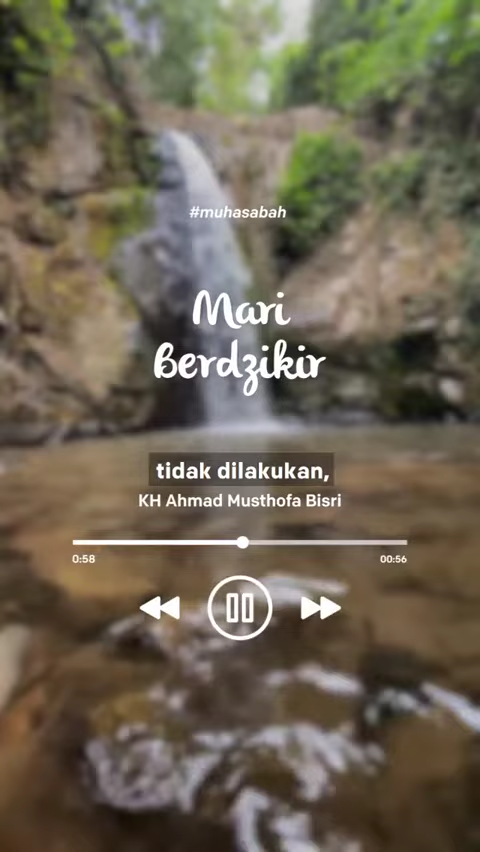 #muhasabah
Mari
Berdzikir
tidak dilakukan,
KH Ahmad Musthofa Bisri
0:58
00:56